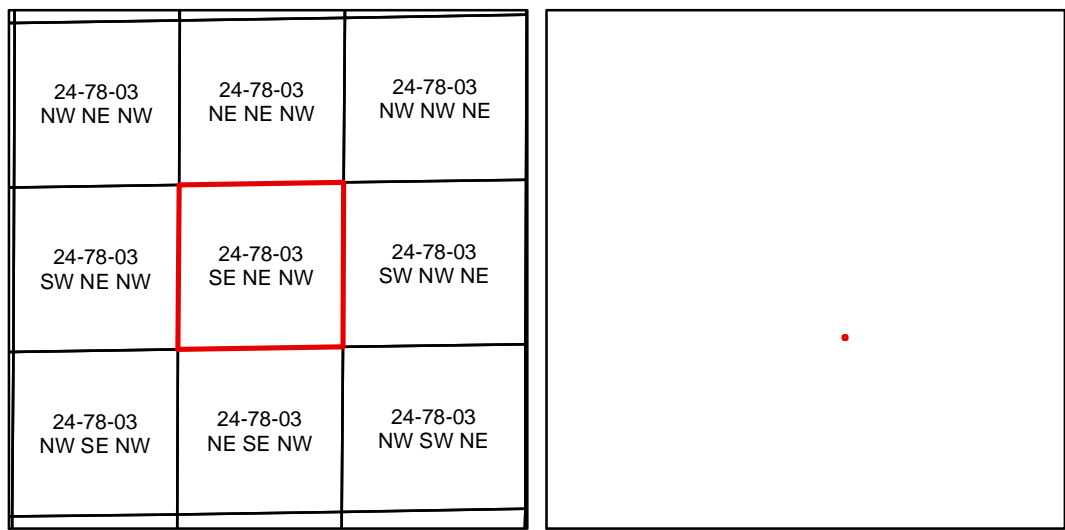 24-78-03
NW NE NW
24-78-03
NE NE NW
24-78-03
NW NW NE
24-78-03
SW NE NW
24-78-03
SE NE NW
24-78-03
SW NW NE
24-78-03
NW SE NW
24-78-03
NE SE NW
24-78-03
NW SW NE